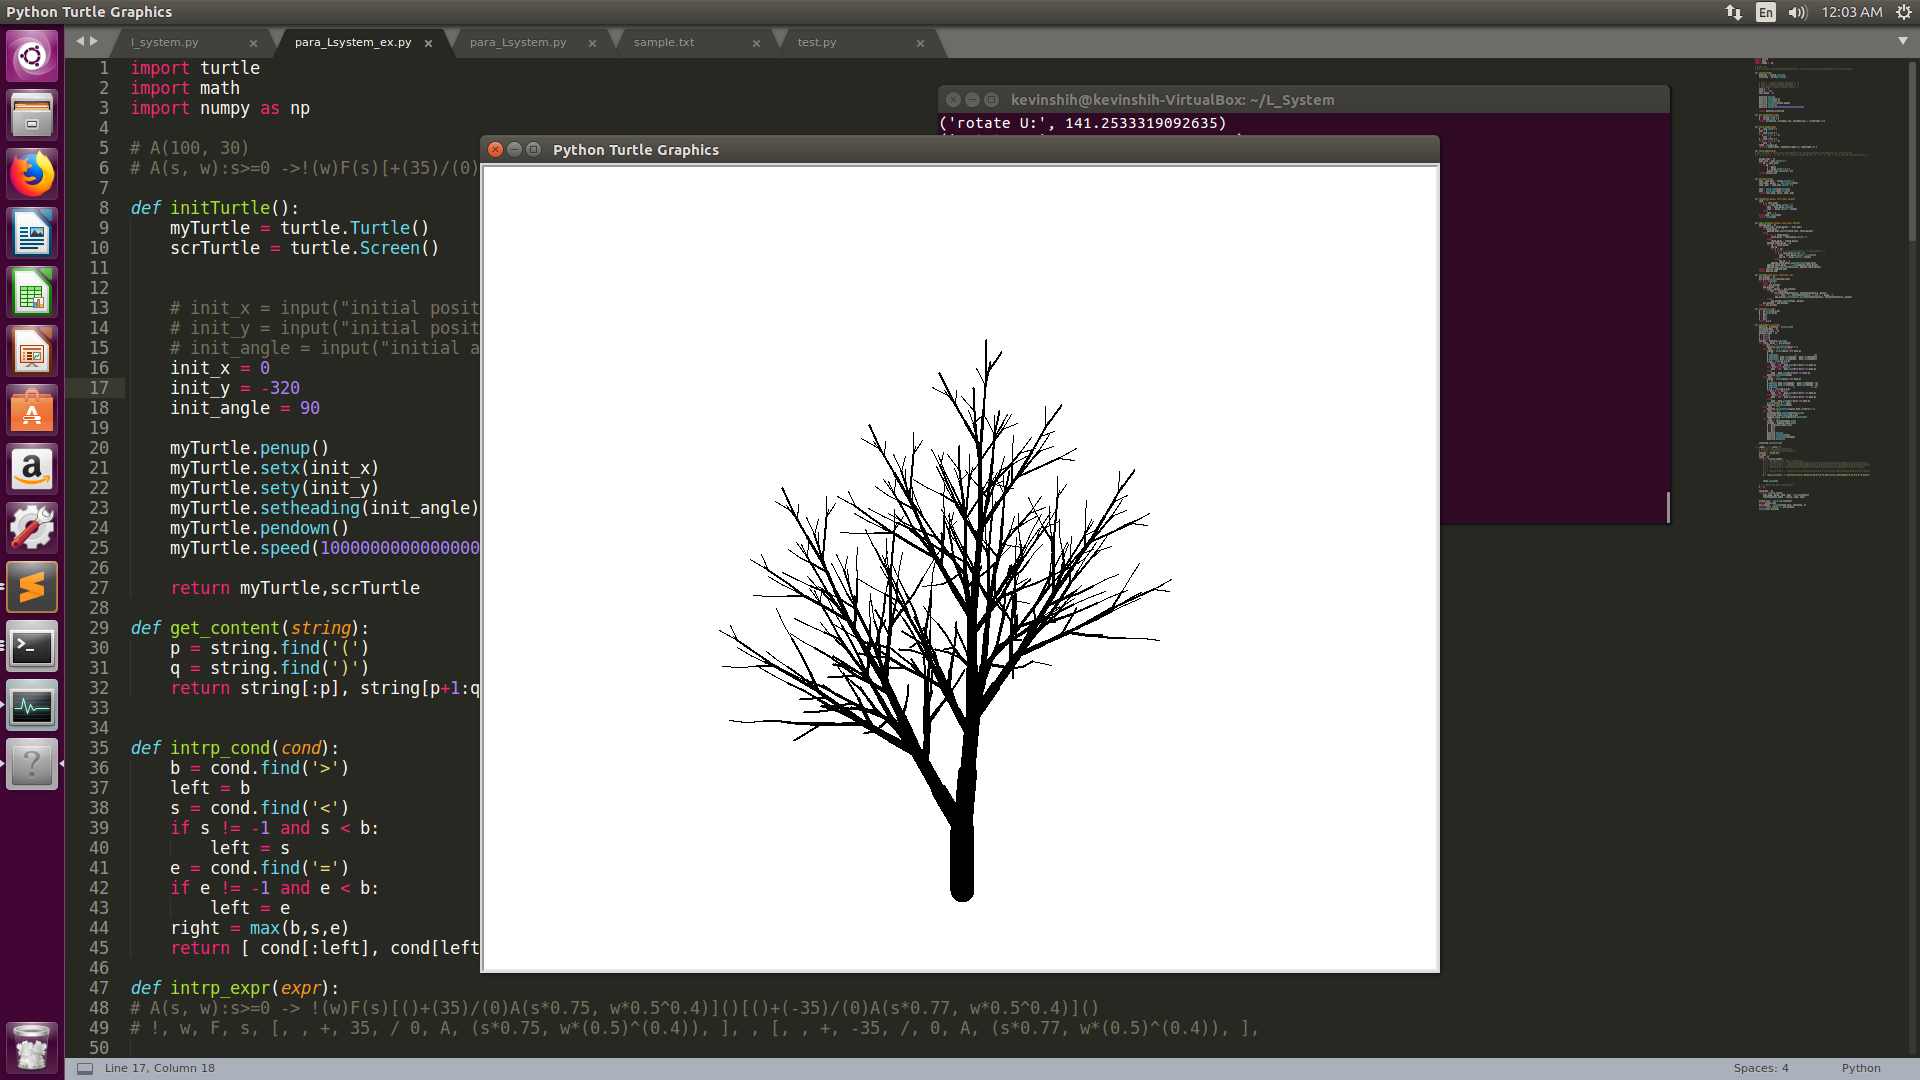 Python Turtle Graphics
En
12:03 AM
l_system.py
para_Lsystem_ex.py
para_Lsystem.py
sample.txt
test.py
kevinshih@kevinshih-VirtualBox: ~/L_System
('rotate U:', 141.2533319092635)
Python Turtle Graphics
1 import turtle
2 import math
3 import numpy as np
4
5 # A(100, 30)
6 # A(s, w):s>=0 ->!(w)F(s)[+(35)/(0)
7
8 def initTurtle():
9 myTurtle = turtle.Turtle()
10 scrTurtle = turtle.Screen()
11
12
13 # init_x = input("initial posit
14 # init_y = input("initial posit
15 # init_angle = input("initial a
16 init_x = 0
17 init_y = -320
18 init_angle = 90
19
20 myTurtle.penup()
21 myTurtle.setx(init_x)
22 myTurtle.sety(init_y)
23 myTurtle.setheading(init_angle)
24 myTurtle.pendown()
25 myTurtle.speed(1000000000000000
26
27 return myTurtle,scrTurtle
28
29 def get_content(string):
30 p = string.find('(')
31 q = string.find(')')
32 return string[:p], string[p+1:q
33
34
35 def intrp_cond(cond):
36 b = cond.find('>')
37 left = b
38 s = cond.find('<')
39 if s != -1 and s < b:
40 left = s
41 e = cond.find('=')
42 if e != -1 and e < b:
43 left = e
44 right = max(b,s,e)
45 return [ cond[:left], cond[left
46
47 def intrp_expr(expr):
48 # A(s, w):s>=0 -> !(w)F(s)[()+(35)/(0)A(s*0.75, w*0.5^0.4)]()[()+(-35)/(0)A(s*0.77, w*0.5^0.4)]()
49 # !, w, F, s, [, , +, 35, / 0, A, (s*0.75, w*(0.5)^(0.4)), ], , [, , +, -35, /, 0, A, (s*0.77, w*(0.5)^(0.4)), ],
50
Line 17, Column 18
Spaces: 4
Python